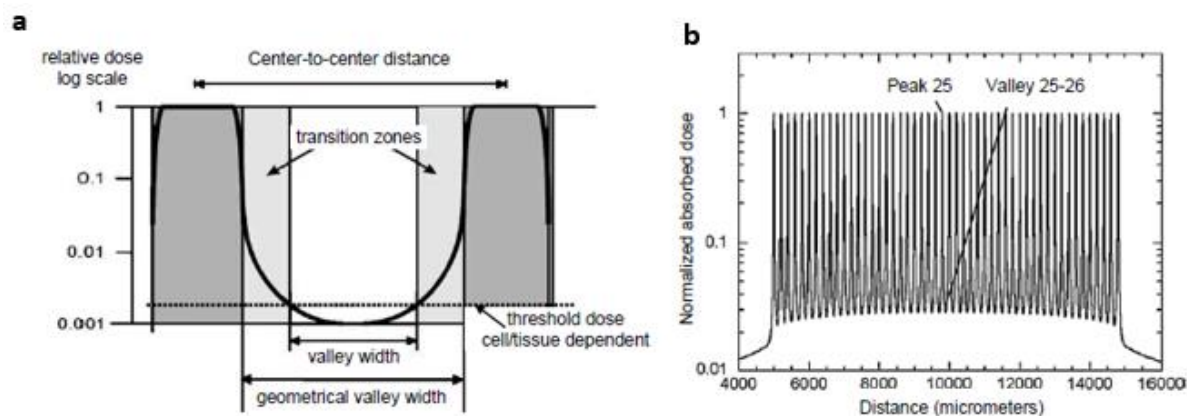 a
relative dose
log scale
Center-to-center distance
1
transition zones
0.1
0.01
0.001
threshold dose
cell/tissue dependent
valley width
geometrical valley width
b
Peak 25
Valley 25-26
1
0.1
0.01
Normalized absorbed dose
4000
6000
8000
10000
12000
14000
16000
Distance (micrometers)